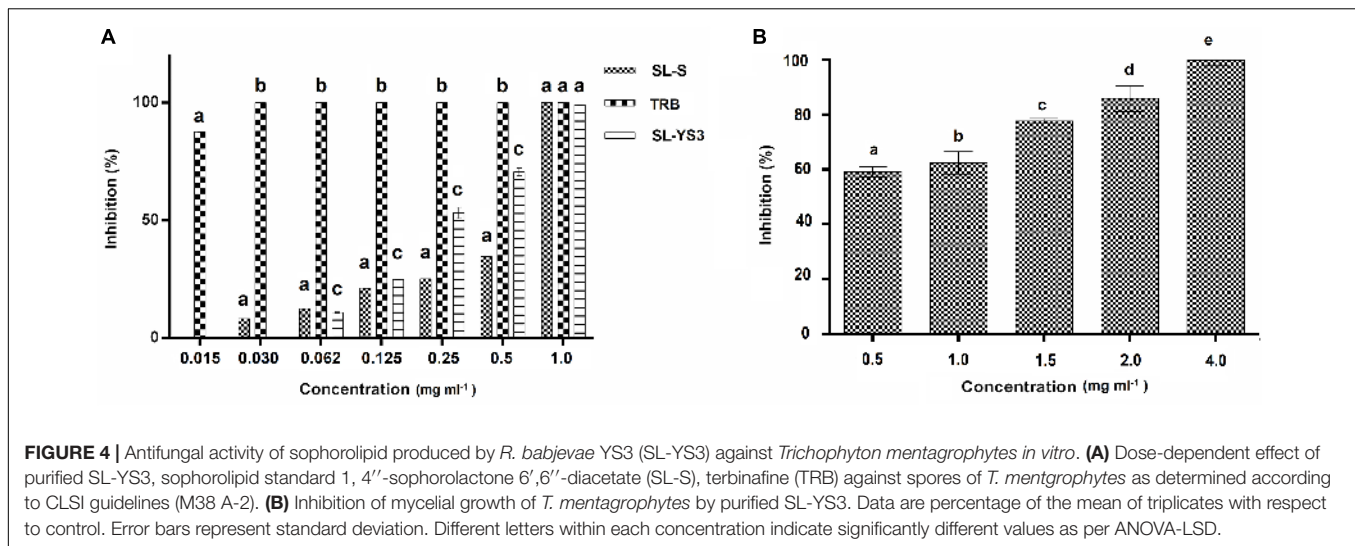 A
B
SL-S
TRB
SL-YS3
Inhibition (%)
100
50
0
a b b b b b a a a
a a a a a
c c c c
0.015 0.030 0.062 0.125 0.25 0.5 1.0
Concentration (mg ml-1)
Inhibition (%)
100
80
60
40
20
0
a b c d e
0.5 1.0 1.5 2.0 4.0
Concentration (mg ml-1)
FIGURE 4 | Antifungal activity of sophorolipid produced by R. babjevae YS3 (SL-YS3) against Trichophyton mentagrophytes in vitro. (A) Dose-dependent effect of
purified SL-YS3, sophorolipid standard 1, 4′′-sophorolactone 6′,6′′-diacetate (SL-S), terbinafine (TRB) against spores of T. mentgrophytes as determined according
to CLSI guidelines (M38 A-2). (B) Inhibition of mycelial growth of T. mentagrophytes by purified SL-YS3. Data are percentage of the mean of triplicates with respect
to control. Error bars represent standard deviation. Different letters within each concentration indicate significantly different values as per ANOVA-LSD.